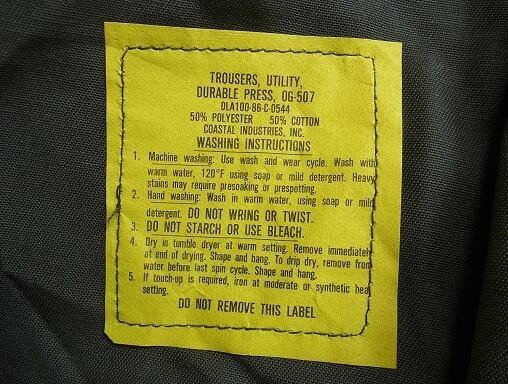 TROUSERS, UTILITY,
DURABLE PRESS, OG-507
DLA100-86-C-0544
50% POLYESTER 50% COTTON
COASTAL INDUSTRIES, INC.
WASHING INSTRUCTIONS
1. Machine washing: Use wash and wear cycle. Wash with
warm water, 120°F using soap or mild detergent. Heavy
stains may require presoaking or prespotting.
2. Hand washing: Wash in warm water, using soap or mild
detergent. DO NOT WRING OR TWIST.
3. DO NOT STARCH OR USE BLEACH.
4. Dry in tumble dryer at warm setting. Remove immediately
at end of drying. Shape and hang. To drip dry, remove from
water before last spin cycle. Shape and hang.
5. If touch-up is required, iron at moderate or synthetic heat
setting.
DO NOT REMOVE THIS LABEL